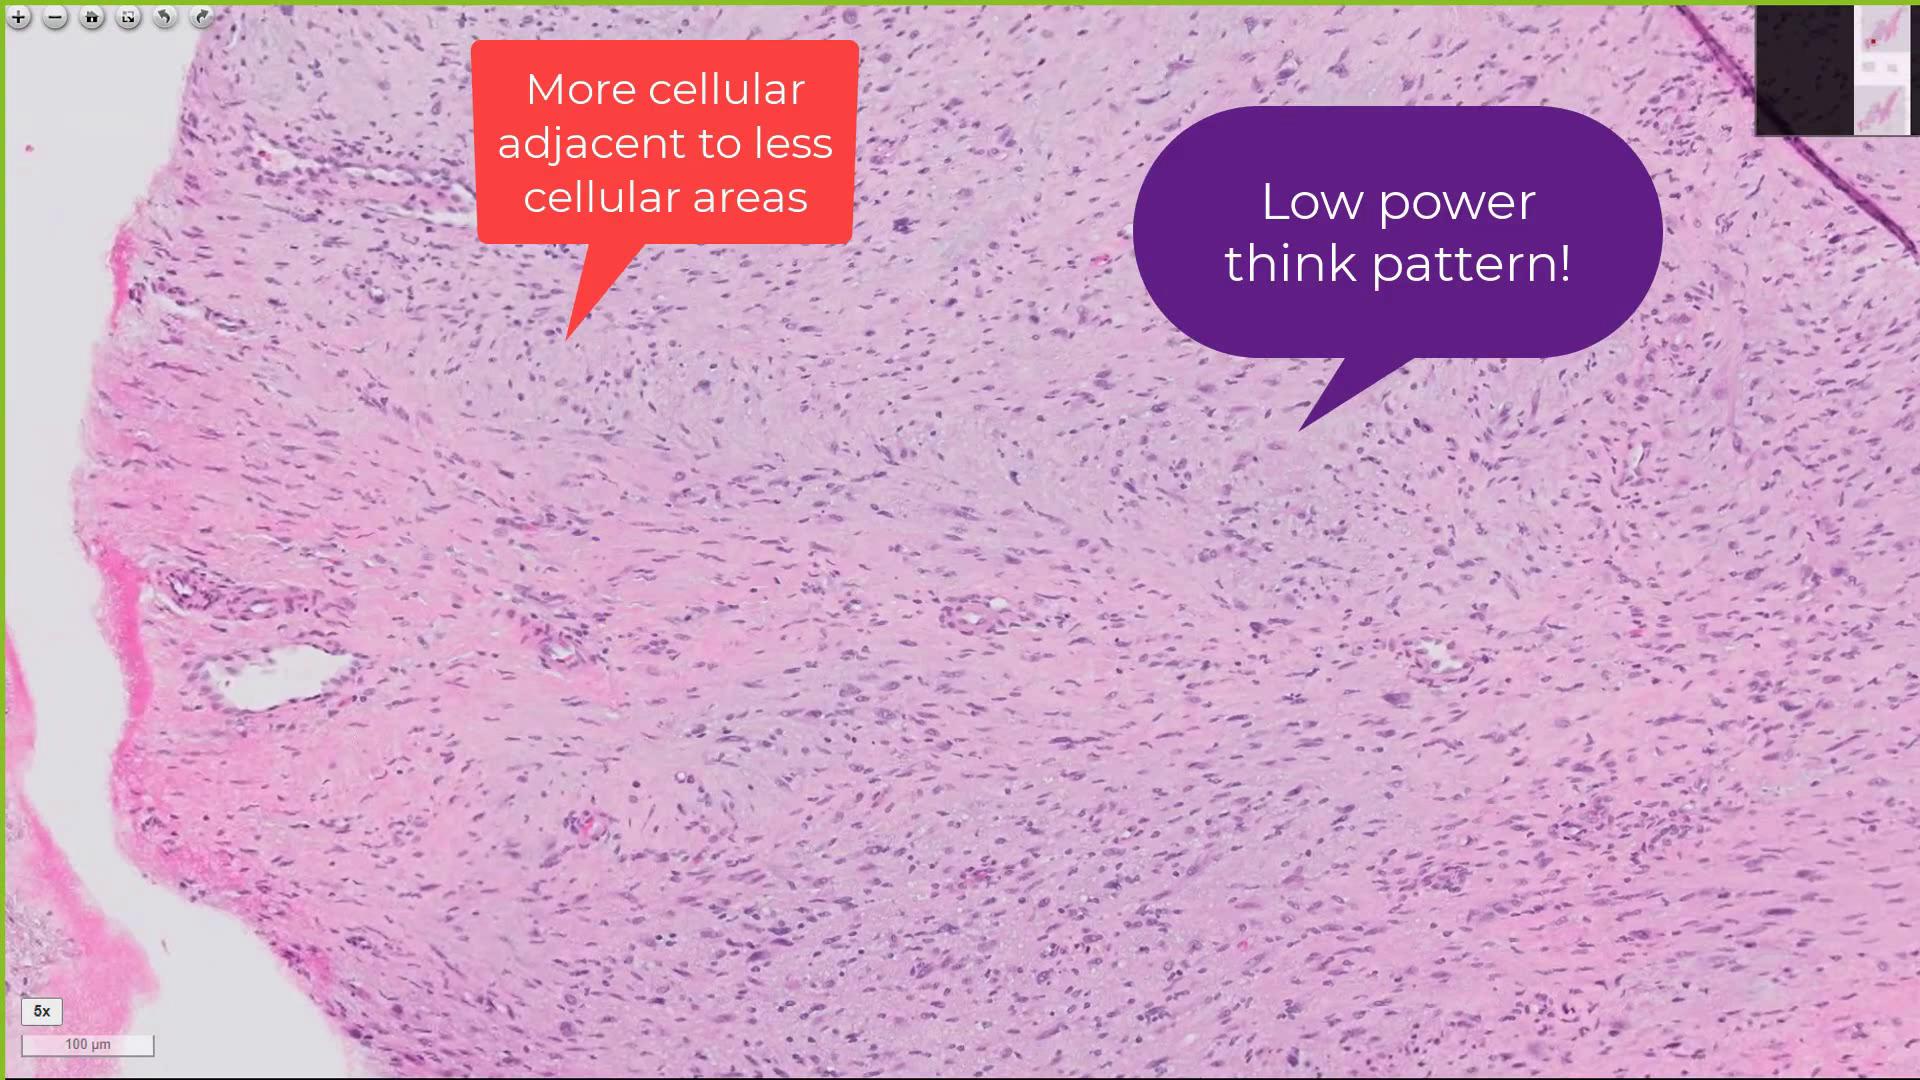 More cellular
adjacent to less
cellular areas
Low power
think pattern!
5x
100 µm